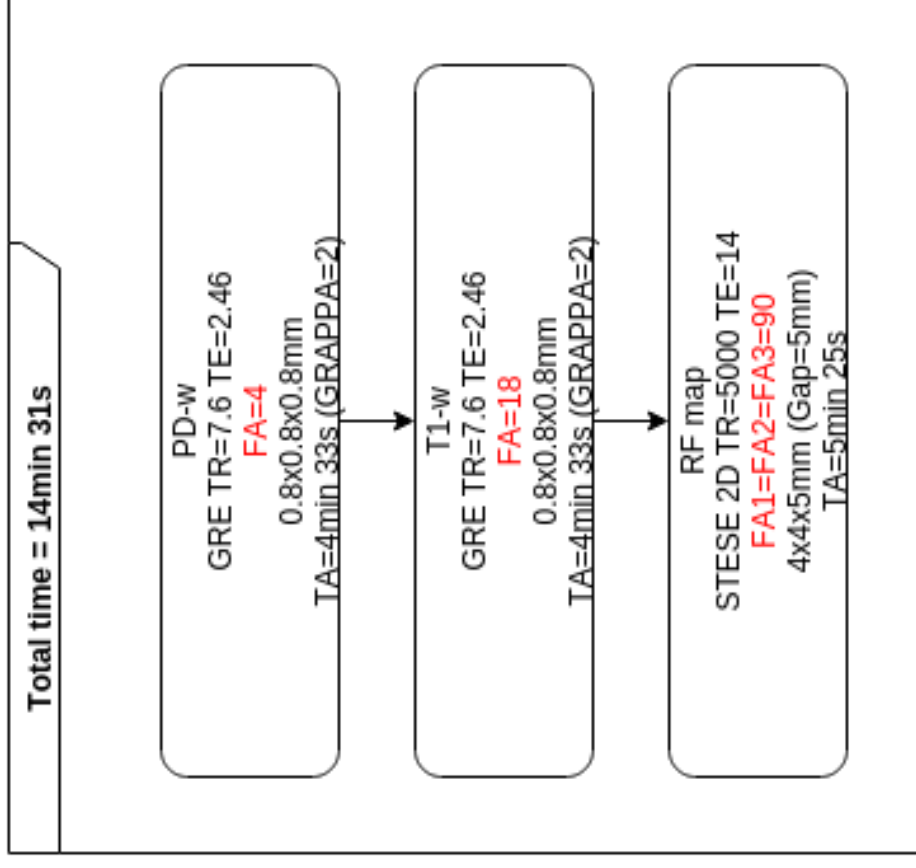 Total time = 14min 31s
PD-w
GRE TR=7.6 TE=2.46
FA=4
0.8x0.8x0.8mm
TA=4min 33s (GRAPPA=2)
T1-w
GRE TR=7.6 TE=2.46
FA=18
0.8x0.8x0.8mm
TA=4min 33s (GRAPPA=2)
RF map
STESE 2D TR=5000 TE=14
FA1=FA2=FA3=90
4x4x5mm (Gap=5mm)
TA=5min 25s